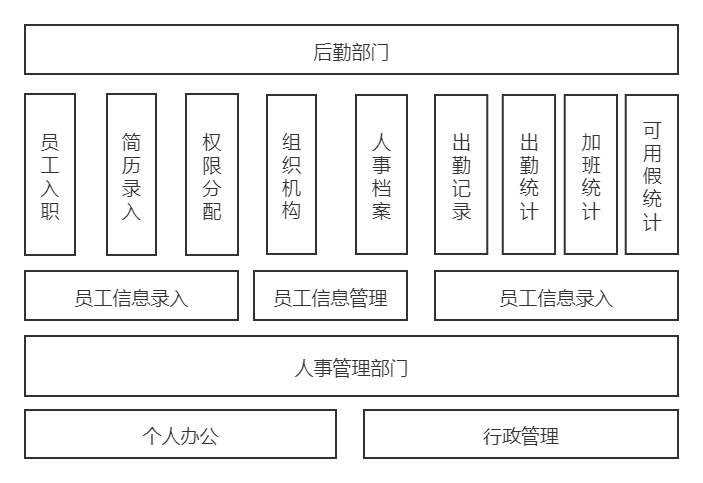 后勤部门
员工入职
简历录入
权限分配
组织机构
人事档案
出勤记录
出勤统计
加班统计
可用假统计
员工信息录入
员工信息管理
员工信息录入
人事管理部门
个人办公
行政管理